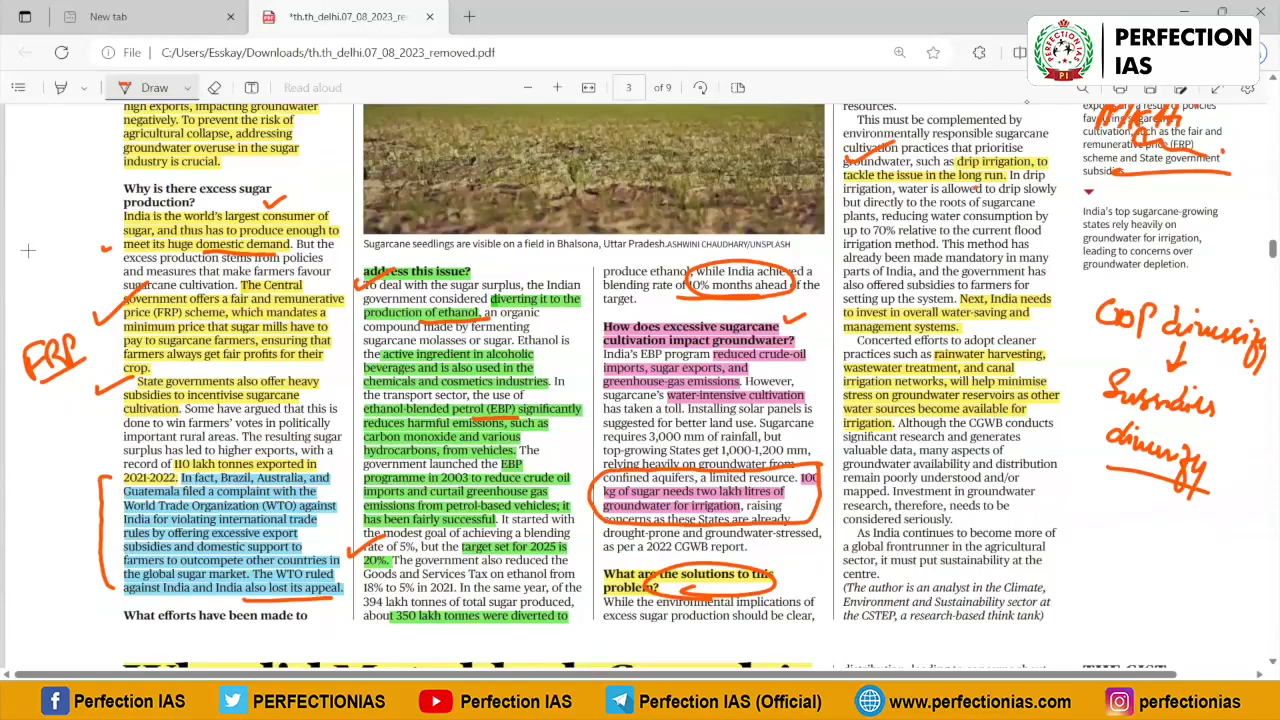 New tab
*th.th_delhi.07_08_2023_remo
File
C:/Users/Esskay/Downloads/th.th_delhi.07_08_2023_removed.pdf
PERFECTION
IAS
Draw
Read aloud
3
of 9
high exports, impacting groundwater
negatively. To prevent the risk of
agricultural collapse, addressing
groundwater overuse in the sugar
industry is crucial.
Why is there excess sugar
production?
India is the world's largest consumer of
sugar, and thus has to produce enough to
meet its huge domestic demand. But the
excess production stems from policies
and measures that make farmers favour
sugarcane cultivation. The Central
government offers a fair and remunerative
price (FRP) scheme, which mandates a
minimum price that sugar mills have to
pay to sugarcane farmers, ensuring that
farmers always get fair profits for their
crop.
State governments also offer heavy
subsidies to incentivise sugarcane
cultivation. Some have argued that this is
done to win farmers' votes in politically
important rural areas. The resulting sugar
surplus has led to higher exports, with a
record of 110 lakh tonnes exported in
2021-2022. In fact, Brazil, Australia, and
Guatemala filed a complaint with the
World Trade Organization (WTO) against
India for violating international trade
rules by offering excessive export
subsidies and domestic support to
farmers to outcompete other countries in
the global sugar market. The WTO ruled
against India and India also lost its appeal.
What efforts have been made to
FRP
Sugarcane seedlings are visible on a field in Bhalsona, Uttar Pradesh. ASHWINI CHAUDHARY/UNSPLASH
address this issue?
To deal with the sugar surplus, the Indian
government considered diverting it to the
production of ethanol, an organic
compound made by fermenting
sugarcane molasses or sugar. Ethanol is
the active ingredient in alcoholic
beverages and is also used in the
chemicals and cosmetics industries. In
the transport sector, the use of
ethanol-blended petrol (EBP) significantly
reduces harmful emissions, such as
carbon monoxide and various
hydrocarbons, from vehicles. The
government launched the EBP
programme in 2003 to reduce crude oil
imports and curtail greenhouse gas
emissions from petrol-based vehicles; it
has been fairly successful. It started with
the modest goal of achieving a blending
rate of 5%, but the target set for 2025 is
20%. The government also reduced the
Goods and Services Tax on ethanol from
18% to 5% in 2021. In the same year, of the
394 lakh tonnes of total sugar produced,
about 350 lakh tonnes were diverted to
produce ethanol, while India achieved a
blending rate of 10% months ahead of the
target.
How does excessive sugarcane
cultivation impact groundwater?
India's EBP program reduced crude-oil
imports, sugar exports, and
greenhouse-gas emissions. However,
sugarcane's water-intensive cultivation
has taken a toll. Installing solar panels is
suggested for better land use. Sugarcane
requires 3,000 mm of rainfall, but
top-growing States get 1,000-1,200 mm,
relying heavily on groundwater from
confined aquifers, a limited resource. 100
kg of sugar needs two lakh litres of
groundwater for irrigation, raising
concerns as these States are already
drought-prone and groundwater-stressed,
as per a 2022 CGWB report.
What are the solutions to this
problem?
While the environmental implications of
excess sugar production should be clear,
resources.
This must be complemented by
environmentally responsible sugarcane
cultivation practices that prioritise
groundwater, such as drip irrigation, to
tackle the issue in the long run. In drip
irrigation, water is allowed to drip slowly
but directly to the roots of sugarcane
plants, reducing water consumption by
up to 70% relative to the current flood
irrigation method. This method has
already been made mandatory in many
parts of India, and the government has
also offered subsidies to farmers for
setting up the system. Next, India needs
to invest in overall water-saving and
management systems.
Concerted efforts to adopt cleaner
practices such as rainwater harvesting,
wastewater treatment, and canal
irrigation networks, will help minimise
stress on groundwater reservoirs as other
water sources become available for
irrigation. Although the CGWB conducts
significant research and generates
valuable data, many aspects of
groundwater availability and distribution
remain poorly understood and/or
mapped. Investment in groundwater
research, therefore, needs to be
considered seriously.
As India continues to become more of
a global frontrunner in the agricultural
sector, it must put sustainability at its
centre.
(The author is an analyst in the Climate,
Environment and Sustainability sector at
the CSTEP, a research-based think tank)
a result of policies
favouring
cultivation, such as the fair and
remunerative price (FRP)
scheme and State government
subsidies.
India's top sugarcane-growing
states rely heavily on
groundwater for irrigation,
leading to concerns over
groundwater depletion.
Crop diversify
Subsidies
diversify
THE GIST
Perfection IAS
PERFECTIONIAS
Perfection IAS
Perfection IAS (Official)
www.perfectionias.com
perfectionias